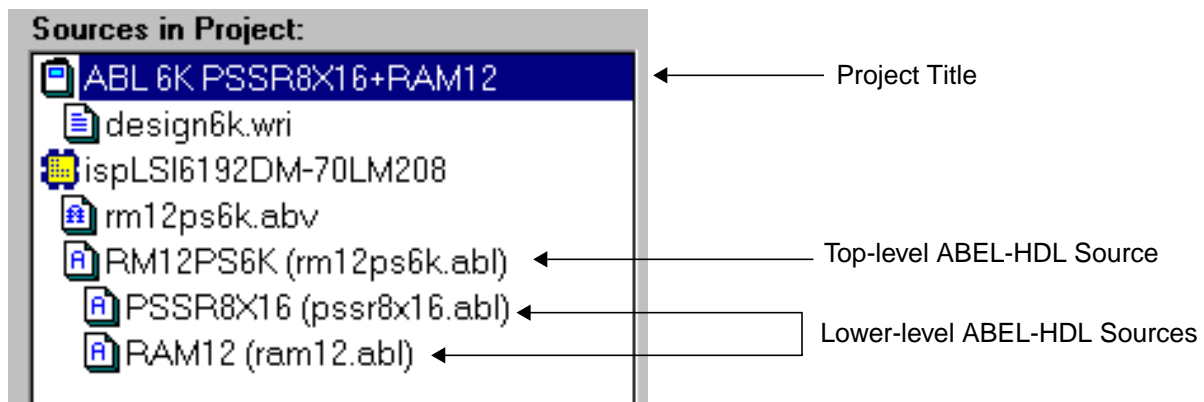 Sources in Project:
ABL 6K PSSR8X16+RAM12
Project Title
design6k.wri
ispLSI6192DM-70LM208
rm12ps6k.abv
RM12PS6K (rm12ps6k.abl)
Top-level ABEL-HDL Source
PSSR8X16 (pssr8x16.abl)
Lower-level ABEL-HDL Sources
RAM12 (ram12.abl)